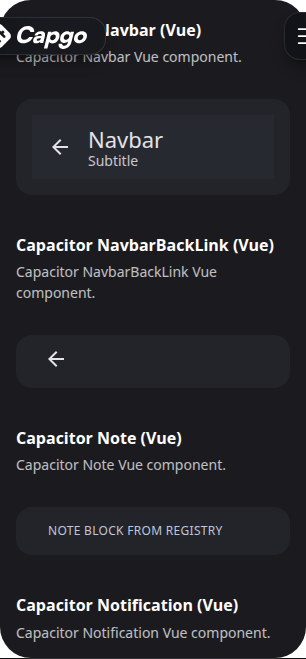 Capgo
Navbar (Vue)
Capacitor Navbar Vue component.
Navbar
Subtitle
Capacitor NavbarBackLink (Vue)
Capacitor NavbarBackLink Vue
component.
Capacitor Note (Vue)
Capacitor Note Vue component.
NOTE BLOCK FROM REGISTRY
Capacitor Notification (Vue)
Capacitor Notification Vue component.